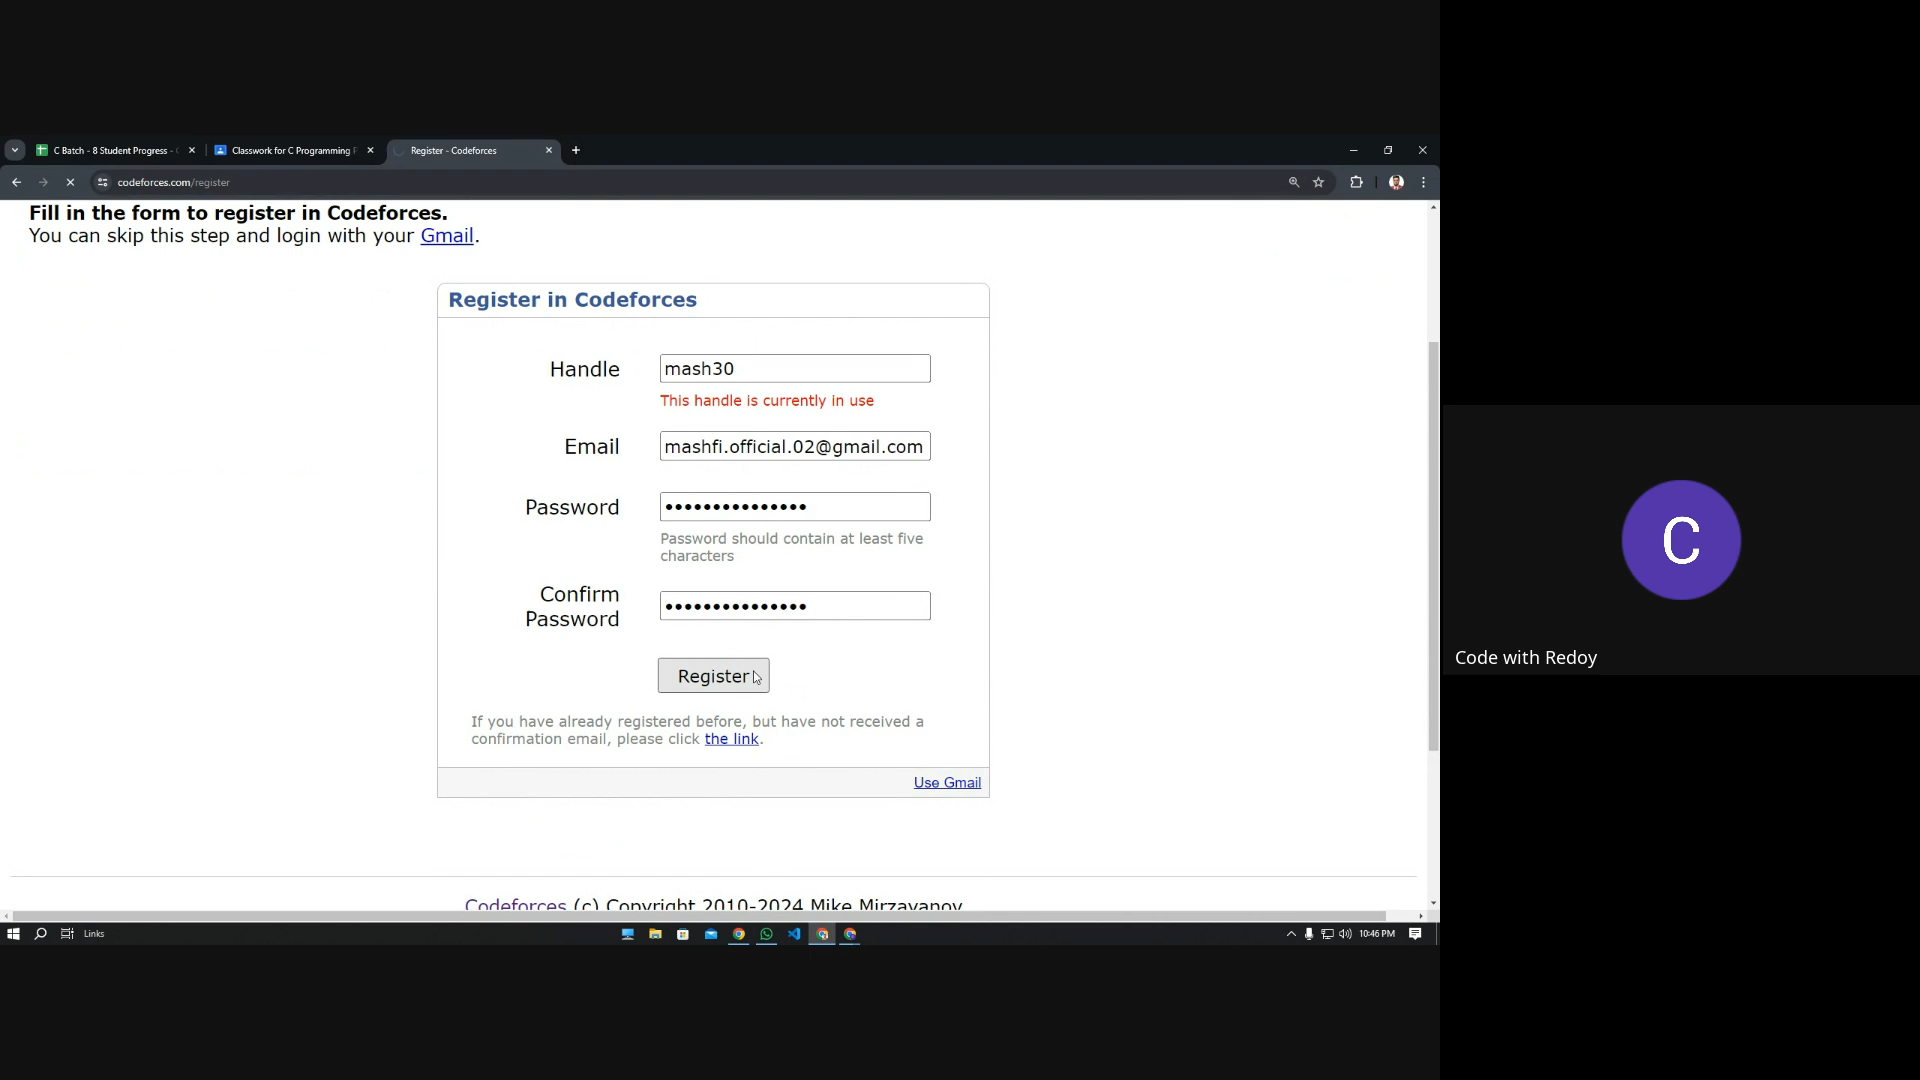 C Batch - 8 Student Progress -
Classwork for C Programming
Register - Codeforces
codeforces.com/register
Fill in the form to register in Codeforces.
You can skip this step and login with your Gmail.
Register in Codeforces
Handle
mash30
This handle is currently in use
Email
mashfi.official.02@gmail.com
Password
Password should contain at least five
characters
Confirm
Password
Register
If you have already registered before, but have not received a
confirmation email, please click the link.
Use Gmail
Codeforces (c) Copyright 2010-2024 Mike Mirzayanov
Links
10:46 PM
C
Code with Redoy